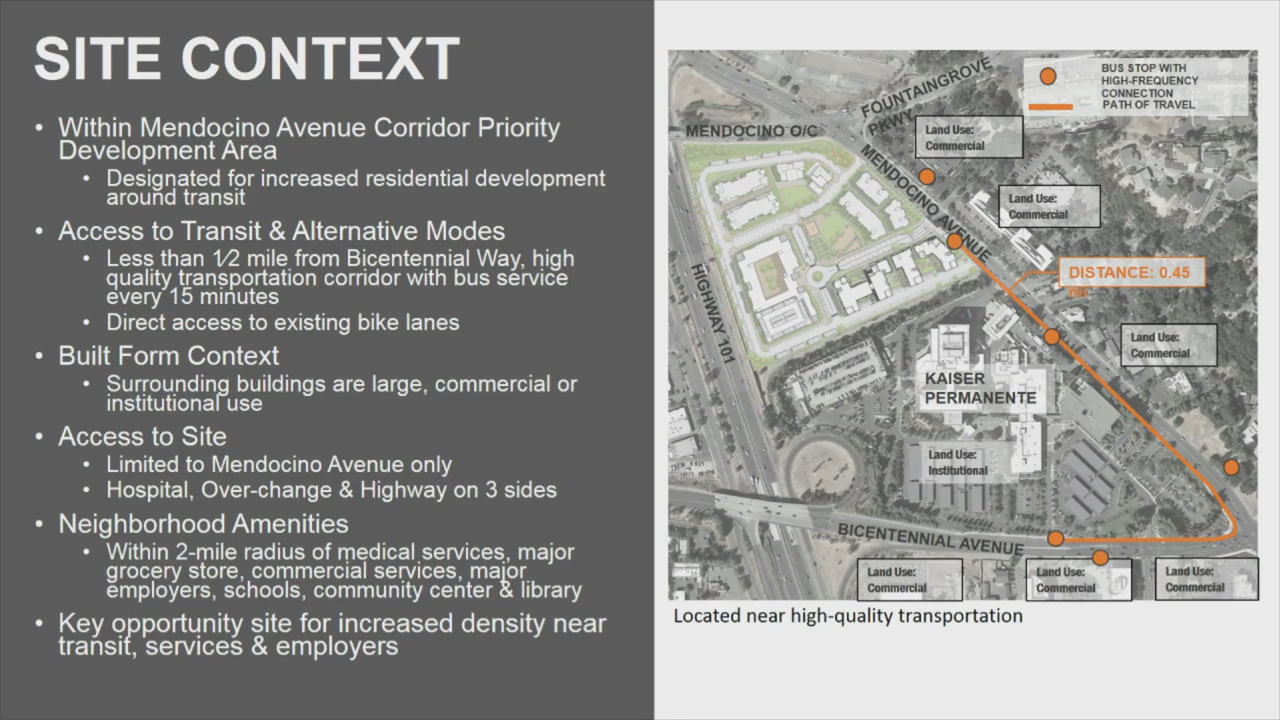 SITE CONTEXT
• Within Mendocino Avenue Corridor Priority
Development Area
• Designated for increased residential development
around transit
• Access to Transit & Alternative Modes
• Less than 1⁄2 mile from Bicentennial Way, high
quality transportation corridor with bus service
every 15 minutes
• Direct access to existing bike lanes
• Built Form Context
• Surrounding buildings are large, commercial or
institutional use
• Access to Site
• Limited to Mendocino Avenue only
• Hospital, Over-change & Highway on 3 sides
• Neighborhood Amenities
• Within 2-mile radius of medical services, major
grocery store, commercial services, major
employers, schools, community center & library
• Key opportunity site for increased density near
transit, services & employers
BUS STOP WITH
HIGH-FREQUENCY
CONNECTION
PATH OF TRAVEL
FOUNTAINGROVE
PKWY
MENDOCINO O/C
Land Use:
Commercial
MENDOCINO AVENUE
Land Use:
Commercial
DISTANCE: 0.45
HIGHWAY 101
Land Use:
Commercial
KAISER
PERMANENTE
Land Use:
Institutional
BICENTENNIAL AVENUE
Land Use:
Commercial
Land Use:
Commercial
Land Use:
Commercial
Located near high-quality transportation